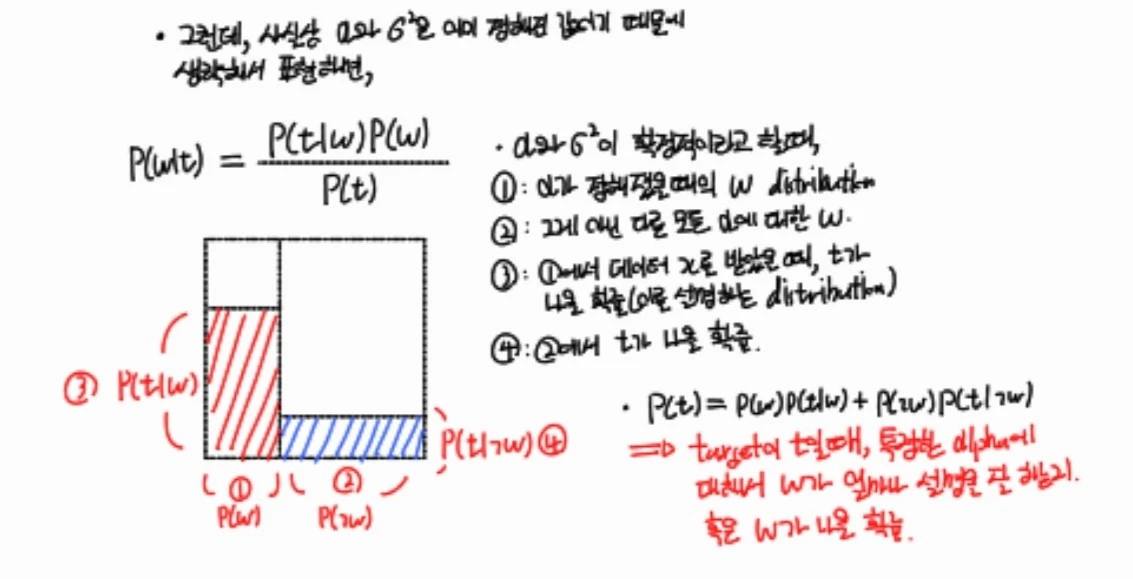 • 그런데, 사실상 α와 σ²은 이미 정해진 값이기 때문에
생략해서 표현하면,
P(w|t) = P(t|w)P(w) / P(t)
• α와 σ²이 확정적이라고 할때,
①: α가 정해졌을때의 w distribution
②: 그게 아닌 다른 모든 α에 대한 w.
③: ①에서 데이터 x를 받았을 때, t가
나올 확률(이를 설명하는 distribution)
④: ②에서 t가 나올 확률.
③ P(t|w)
P(t|¬w) ④
① ②
P(w) P(¬w)
• P(t) = P(w)P(t|w) + P(¬w)P(t|¬w)
⇒ target이 t일때, 특정한 alpha에
대해서 w가 얼마나 설명을 잘 하는지.
혹은 w가 나올 확률.